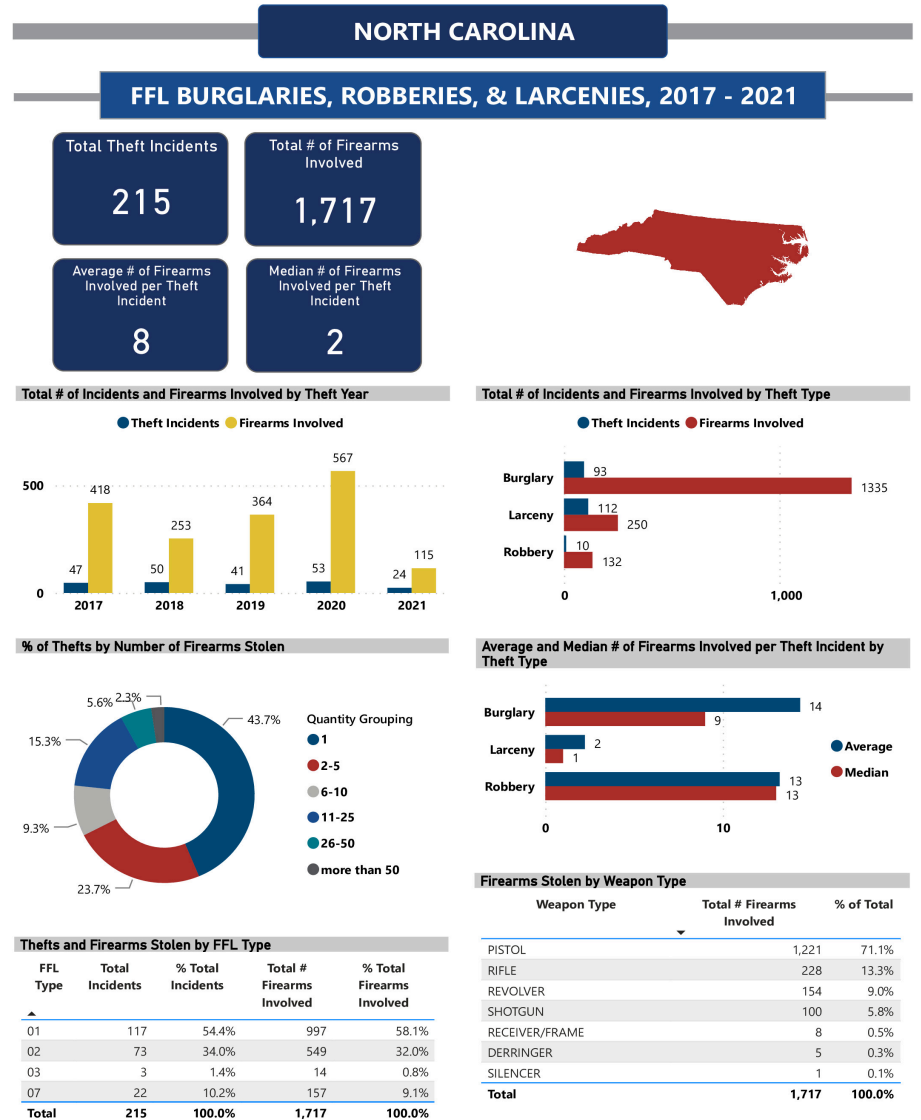 NORTH CAROLINA
FFL BURGLARIES, ROBBERIES, & LARCENIES, 2017 - 2021
Total Theft Incidents
215
Total # of Firearms
Involved
1,717
Average # of Firearms
Involved per Theft
Incident
8
Median # of Firearms
Involved per Theft
Incident
2
Total # of Incidents and Firearms Involved by Theft Year
Theft Incidents Firearms Involved
500
0
47 418
50 253
41 364
53 567
24 115
2017 2018 2019 2020 2021
Total # of Incidents and Firearms Involved by Theft Type
Theft Incidents Firearms Involved
Burglary 93 1335
Larceny 112 250
Robbery 10 132
0 1,000
% of Thefts by Number of Firearms Stolen
43.7%
23.7%
9.3%
15.3%
5.6%
2.3%
Quantity Grouping
1
2-5
6-10
11-25
26-50
more than 50
Average and Median # of Firearms Involved per Theft Incident by
Theft Type
Burglary 14 9
Larceny 2 1
Robbery 13 13
0 10
Average
Median
Thefts and Firearms Stolen by FFL Type
FFL Type Total Incidents % Total Incidents Total # Firearms Involved % Total Firearms Involved
01 117 54.4% 997 58.1%
02 73 34.0% 549 32.0%
03 3 1.4% 14 0.8%
07 22 10.2% 157 9.1%
Total 215 100.0% 1,717 100.0%
Firearms Stolen by Weapon Type
Weapon Type Total # Firearms Involved % of Total
PISTOL 1,221 71.1%
RIFLE 228 13.3%
REVOLVER 154 9.0%
SHOTGUN 100 5.8%
RECEIVER/FRAME 8 0.5%
DERRINGER 5 0.3%
SILENCER 1 0.1%
Total 1,717 100.0%